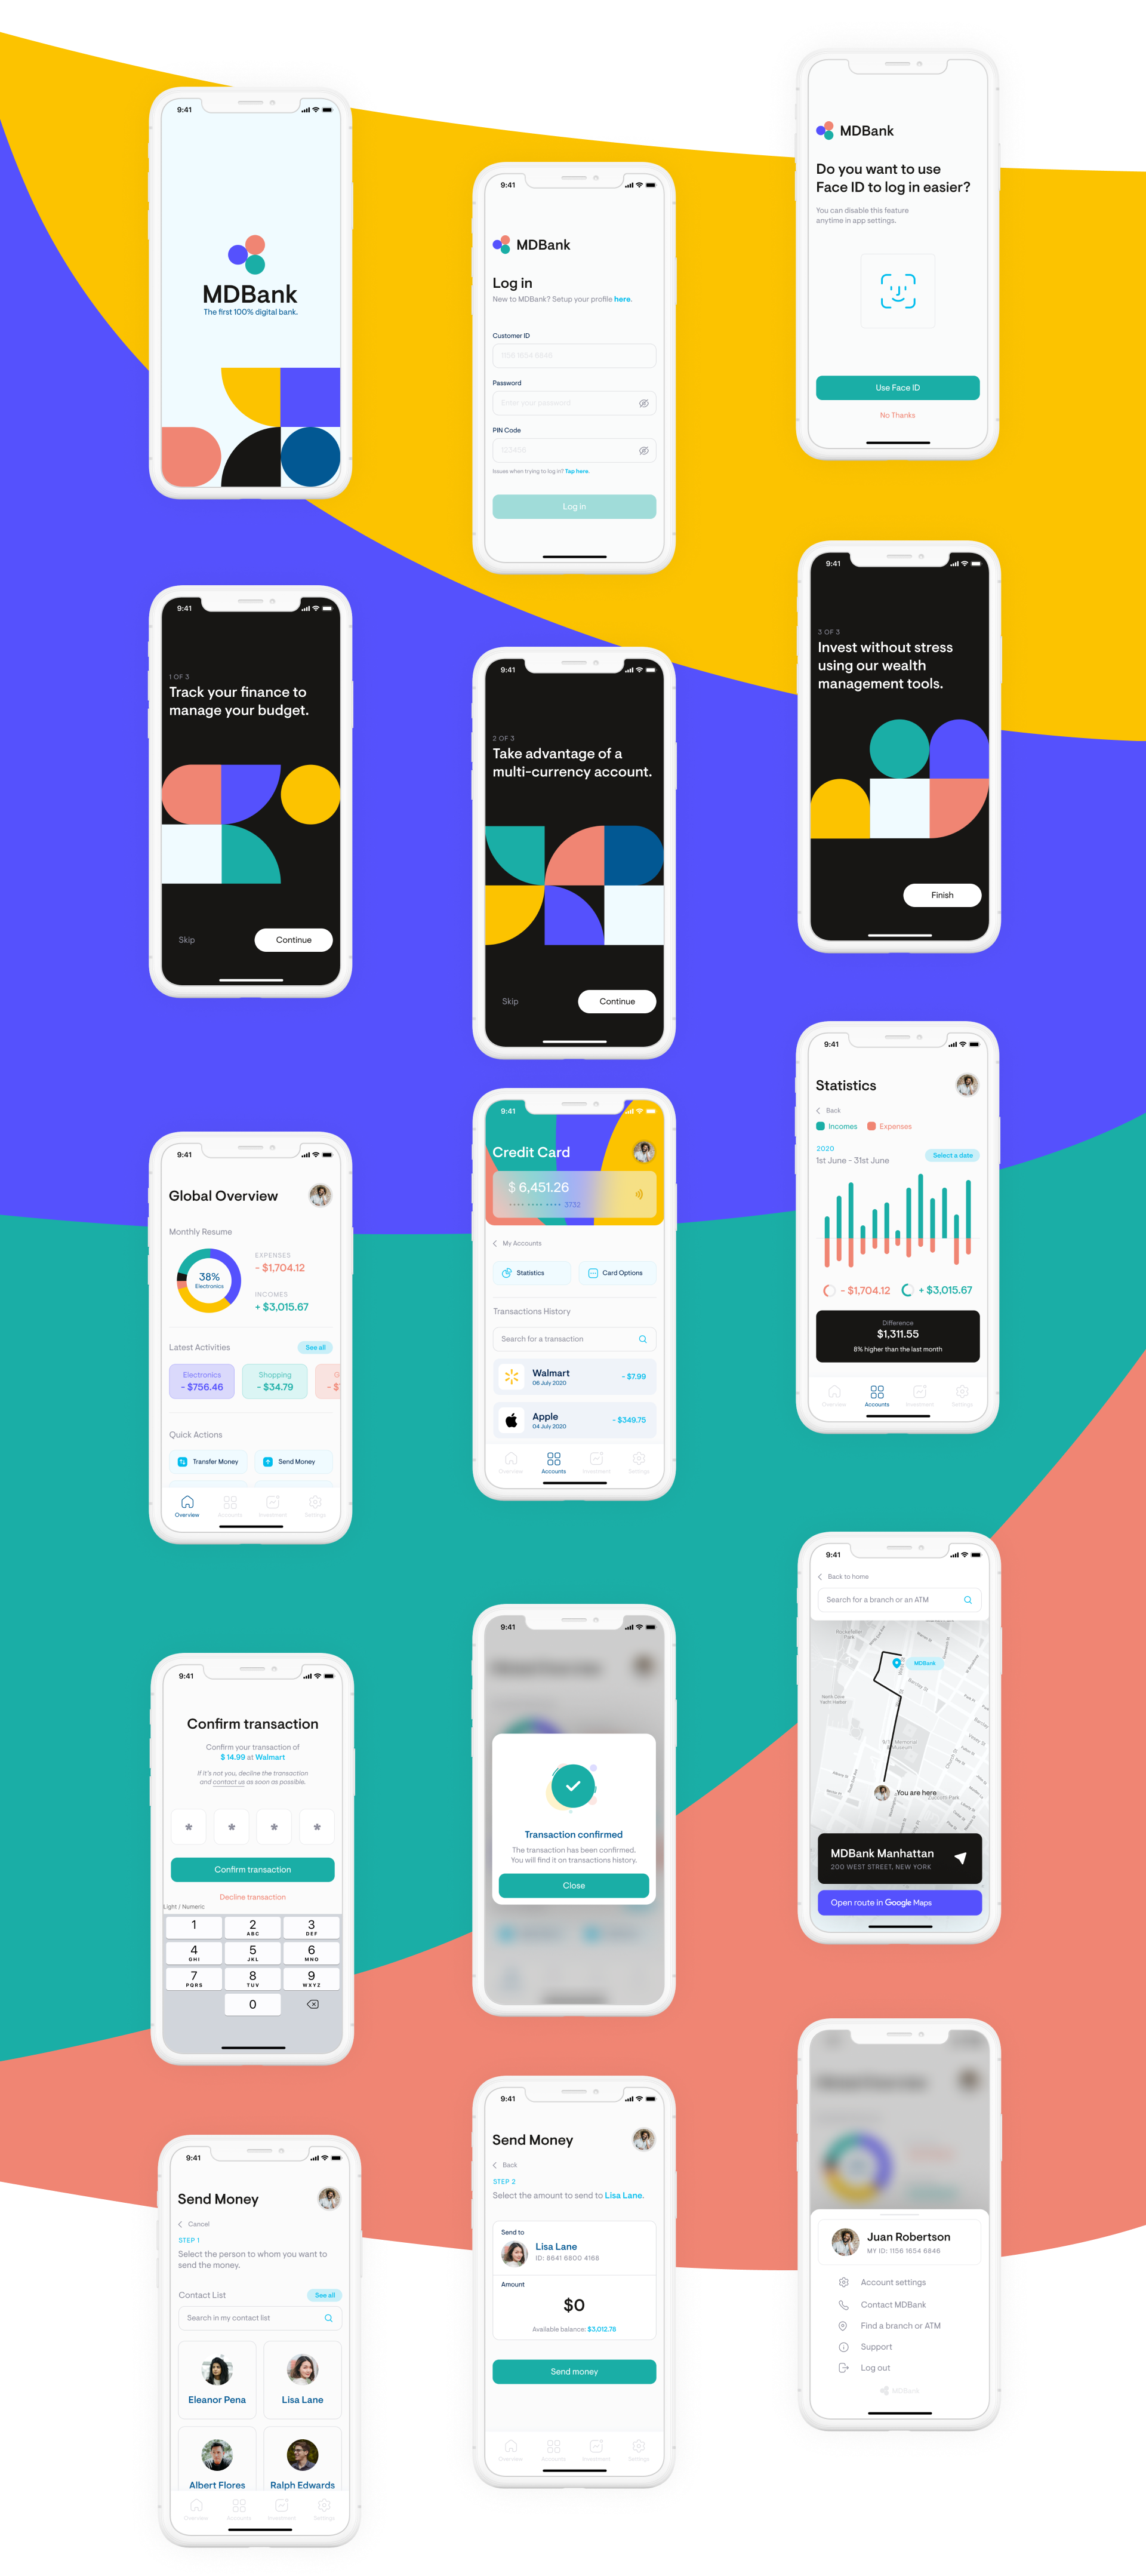 9:41
MDBank
The first 100% digital bank.
9:41
MDBank
Log in
New to MDBank? Setup your profile here.
Customer ID
1156 1654 6846
Password
Enter your password
PIN Code
123456
Issues when trying to log in? Tap here.
Log in
MDBank
Do you want to use
Face ID to log in easier?
You can disable this feature
anytime in app settings.
Use Face ID
No Thanks
9:41
1 OF 3
Track your finance to
manage your budget.
Skip
Continue
9:41
2 OF 3
Take advantage of a
multi-currency account.
Skip
Continue
9:41
3 OF 3
Invest without stress
using our wealth
management tools.
Finish
9:41
Global Overview
Monthly Resume
38%
Electronics
EXPENSES
- $1,704.12
INCOMES
+ $3,015.67
Latest Activities
See all
Electronics
- $756.46
Shopping
- $34.79
Quick Actions
Transfer Money
Send Money
Overview
Accounts
Investment
Settings
9:41
Credit Card
$ 6,451.26
**** **** **** 3732
My Accounts
Statistics
Card Options
Transactions History
Search for a transaction
Walmart
06 July 2020
- $7.99
Apple
04 July 2020
- $349.75
Overview
Accounts
Investment
Settings
9:41
Statistics
Back
Incomes
Expenses
2020
1st June - 31st June
Select a date
- $1,704.12
+ $3,015.67
Difference
$1,311.55
8% higher than the last month
Overview
Accounts
Investment
Settings
9:41
Confirm transaction
Confirm your transaction of
$ 14.99 at Walmart
If it's not you, decline the transaction
and contact us as soon as possible.
* * * *
Confirm transaction
Decline transaction
Light / Numeric
1
2
ABC
3
DEF
4
GHI
5
JKL
6
MNO
7
PQRS
8
TUV
9
WXYZ
0
9:41
Transaction confirmed
The transaction has been confirmed.
You will find it on transactions history.
Close
9:41
Back to home
Search for a branch or an ATM
Rockefeller
Park
MDBank
North Cove
Yacht Harbor
Barclay St
9/11 Memorial
& Museum
You are here
Zuccotti Park
MDBank Manhattan
200 WEST STREET, NEW YORK
Open route in Google Maps
9:41
Send Money
Cancel
STEP 1
Select the person to whom you want to
send the money.
Contact List
See all
Search in my contact list
Eleanor Pena
Lisa Lane
Albert Flores
Ralph Edwards
Overview
Accounts
Investment
Settings
9:41
Send Money
Back
STEP 2
Select the amount to send to Lisa Lane.
Send to
Lisa Lane
ID: 8641 6800 4168
Amount
$0
Available balance: $3,012.78
Send money
Overview
Accounts
Investment
Settings
Juan Robertson
MY ID: 1156 1654 6846
Account settings
Contact MDBank
Find a branch or ATM
Support
Log out
MDBank